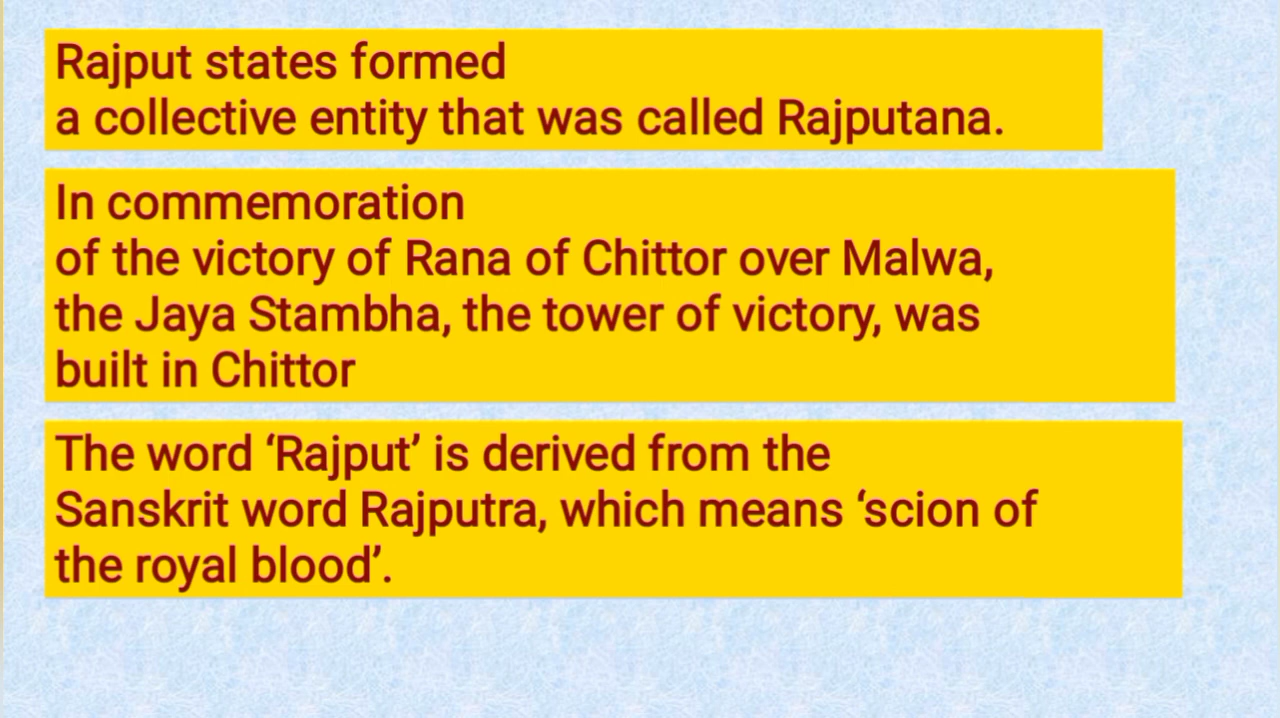 Rajput states formed
a collective entity that was called Rajputana.
In commemoration
of the victory of Rana of Chittor over Malwa,
the Jaya Stambha, the tower of victory, was
built in Chittor
The word ‘Rajput’ is derived from the
Sanskrit word Rajputra, which means ‘scion of
the royal blood’.